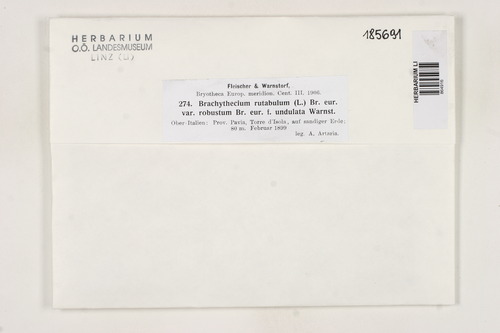 HERBARIUM
O.Ö. LANDESMUSEUM
LINZ (LI)
185691
HERBARIUM LI
Fleischer & Warnstorf,
Bryotheca Europ. meridion. Cent. III. 1906.
274. Brachythecium rutabulum (L.) Br. eur.
var. robustum Br. eur. f. undulata Warnst.
Ober-Italien: Prov. Pavia, Torre d'Isola, auf sandiger Erde;
80 m. Februar 1899
leg. A. Artaria.